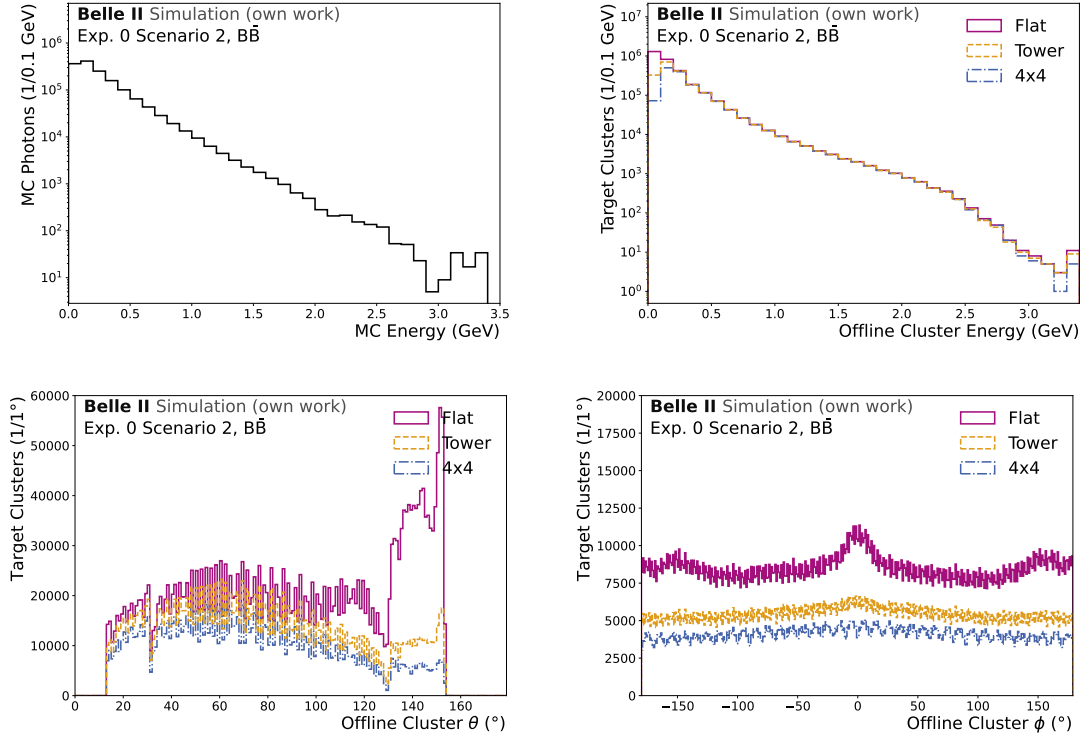 Belle II Simulation (own work)
Exp. 0 Scenario 2, BB̄
MC Photons (1/0.1 GeV)
10⁶
10⁵
10⁴
10³
10²
10¹
0.0 0.5 1.0 1.5 2.0 2.5 3.0 3.5
MC Energy (GeV)
Belle II Simulation (own work)
Exp. 0 Scenario 2, BB̄
Flat
Tower
4x4
Target Clusters (1/0.1 GeV)
10⁷
10⁶
10⁵
10⁴
10³
10²
10¹
10⁰
0.0 0.5 1.0 1.5 2.0 2.5 3.0
Offline Cluster Energy (GeV)
Belle II Simulation (own work)
Exp. 0 Scenario 2, BB̄
Flat
Tower
4x4
Target Clusters (1/1°)
60000
50000
40000
30000
20000
10000
0
0 20 40 60 80 100 120 140 160
Offline Cluster θ (°)
Belle II Simulation (own work)
Exp. 0 Scenario 2, BB̄
Flat
Tower
4x4
Target Clusters (1/1°)
20000
17500
15000
12500
10000
7500
5000
2500
0
−150 −100 −50 0 50 100 150
Offline Cluster ϕ (°)